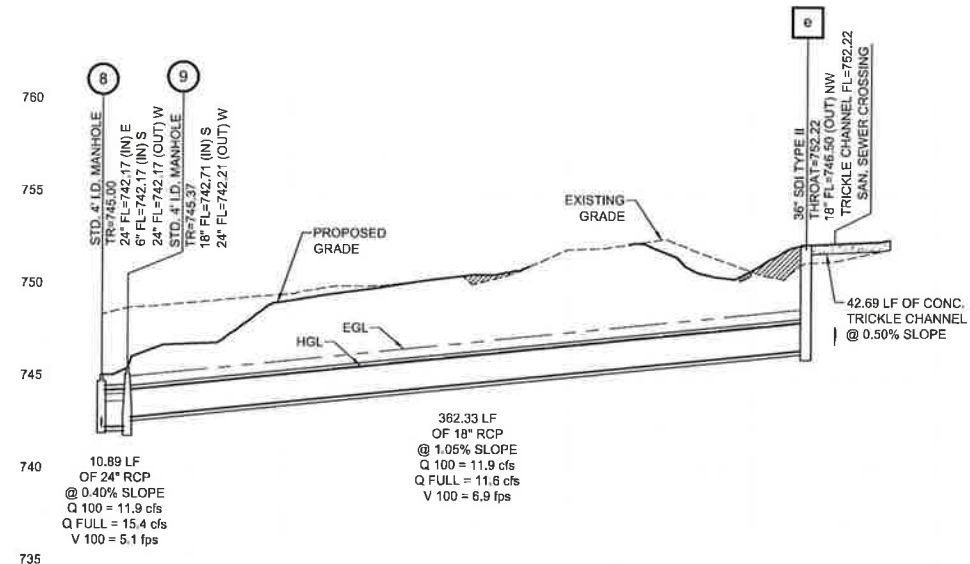 8
9
e
STD. 4' I.D. MANHOLE
TR=745.00
24" FL=742.17 (IN) E
6" FL=742.17 (IN) S
24" FL=742.17 (OUT) W
STD. 4' I.D. MANHOLE
TR=745.37
18" FL=742.71 (IN) S
24" FL=742.21 (OUT) W
36" SDI TYPE II
THROAT=752.22
18" FL=746.50 (OUT) NW
TRICKLE CHANNEL FL=752.22
SAN. SEWER CROSSING
760
755
750
745
740
735
PROPOSED
GRADE
EXISTING
GRADE
EGL
HGL
42.69 LF OF CONC.
TRICKLE CHANNEL
@ 0.50% SLOPE
10.89 LF
OF 24" RCP
@ 0.40% SLOPE
Q 100 = 11.9 cfs
Q FULL = 15.4 cfs
V 100 = 5.1 fps
362.33 LF
OF 18" RCP
@ 1.05% SLOPE
Q 100 = 11.9 cfs
Q FULL = 11.6 cfs
V 100 = 6.9 fps